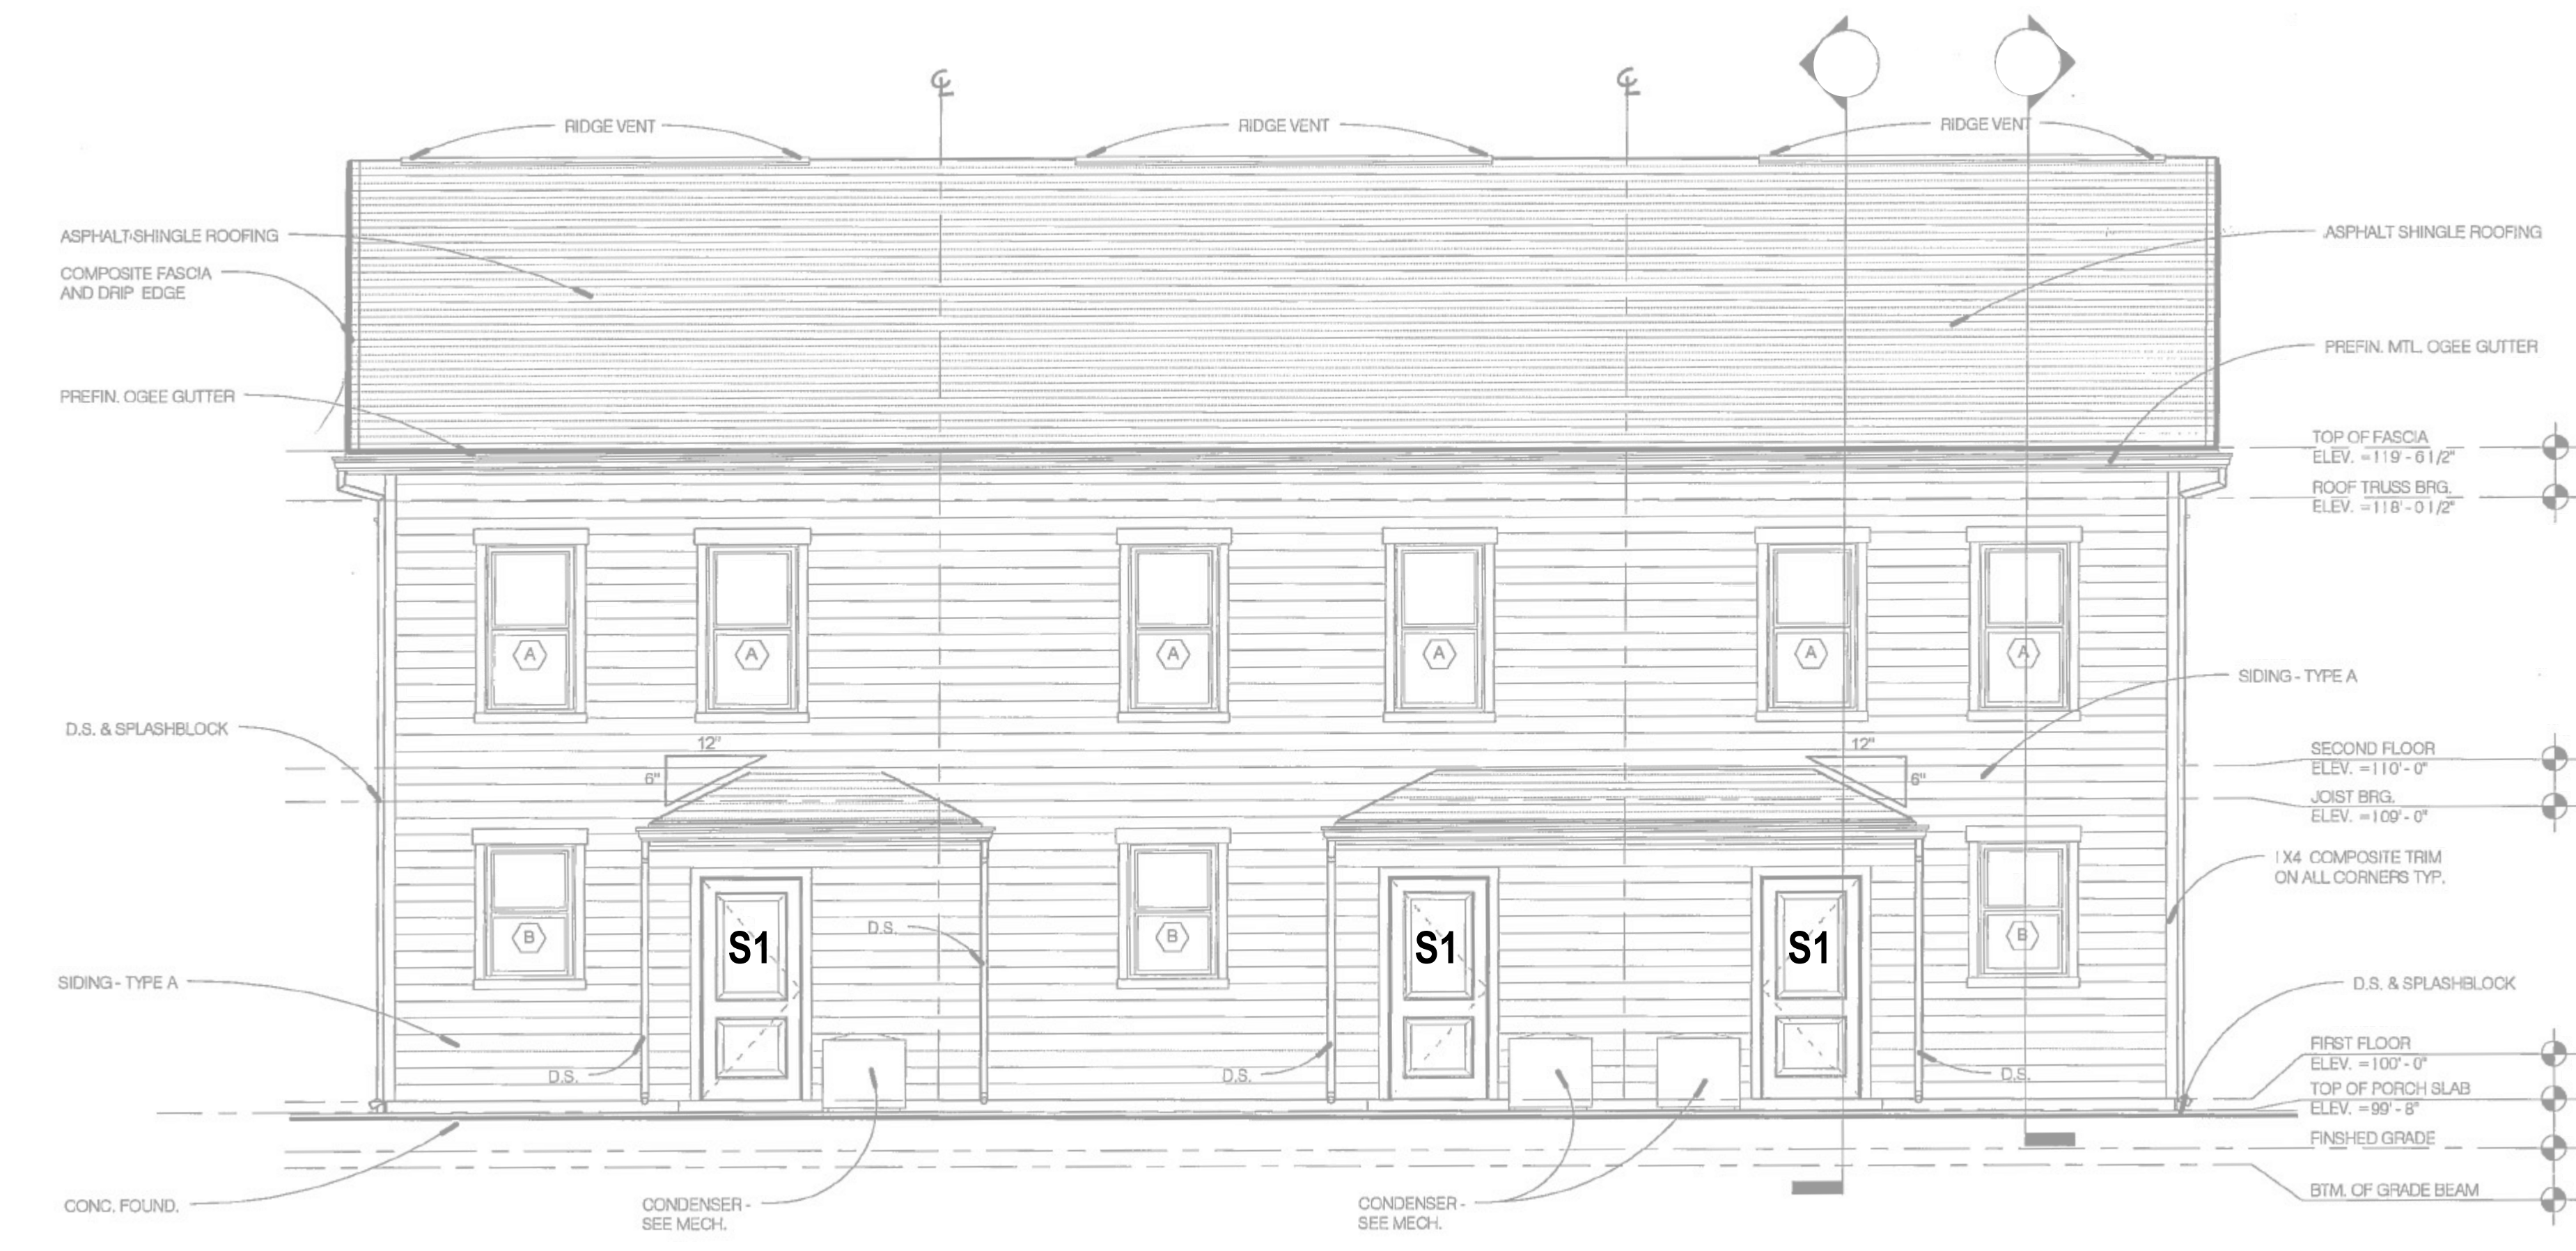 ℄
℄
RIDGE VENT
RIDGE VENT
RIDGE VENT
ASPHALT SHINGLE ROOFING
ASPHALT SHINGLE ROOFING
COMPOSITE FASCIA
AND DRIP EDGE
PREFIN. MTL. OGEE GUTTER
PREFIN. OGEE GUTTER
TOP OF FASCIA
ELEV. =119'-6 1/2"
ROOF TRUSS BRG.
ELEV. =118'-0 1/2"
A
A
A
A
A
A
SIDING - TYPE A
D.S. & SPLASHBLOCK
12"
6"
12"
6"
SECOND FLOOR
ELEV. =110'-0"
JOIST BRG.
ELEV. =109'-0"
1X4 COMPOSITE TRIM
ON ALL CORNERS TYP.
B
S1
D.S.
B
S1
S1
B
SIDING - TYPE A
D.S. & SPLASHBLOCK
FIRST FLOOR
ELEV. =100'-0"
D.S.
D.S.
D.S.
TOP OF PORCH SLAB
ELEV. =99'-8"
FINSHED GRADE
BTM. OF GRADE BEAM
CONC. FOUND.
CONDENSER -
SEE MECH.
CONDENSER -
SEE MECH.